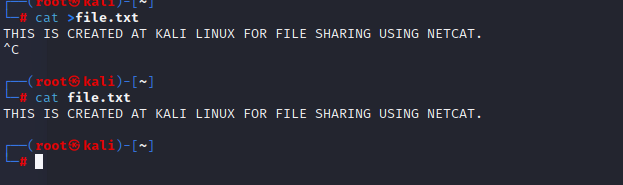 ┌──(root㉿kali)-[~]
└─# cat >file.txt
THIS IS CREATED AT KALI LINUX FOR FILE SHARING USING NETCAT.
^C
┌──(root㉿kali)-[~]
└─# cat file.txt
THIS IS CREATED AT KALI LINUX FOR FILE SHARING USING NETCAT.
┌──(root㉿kali)-[~]
└─#